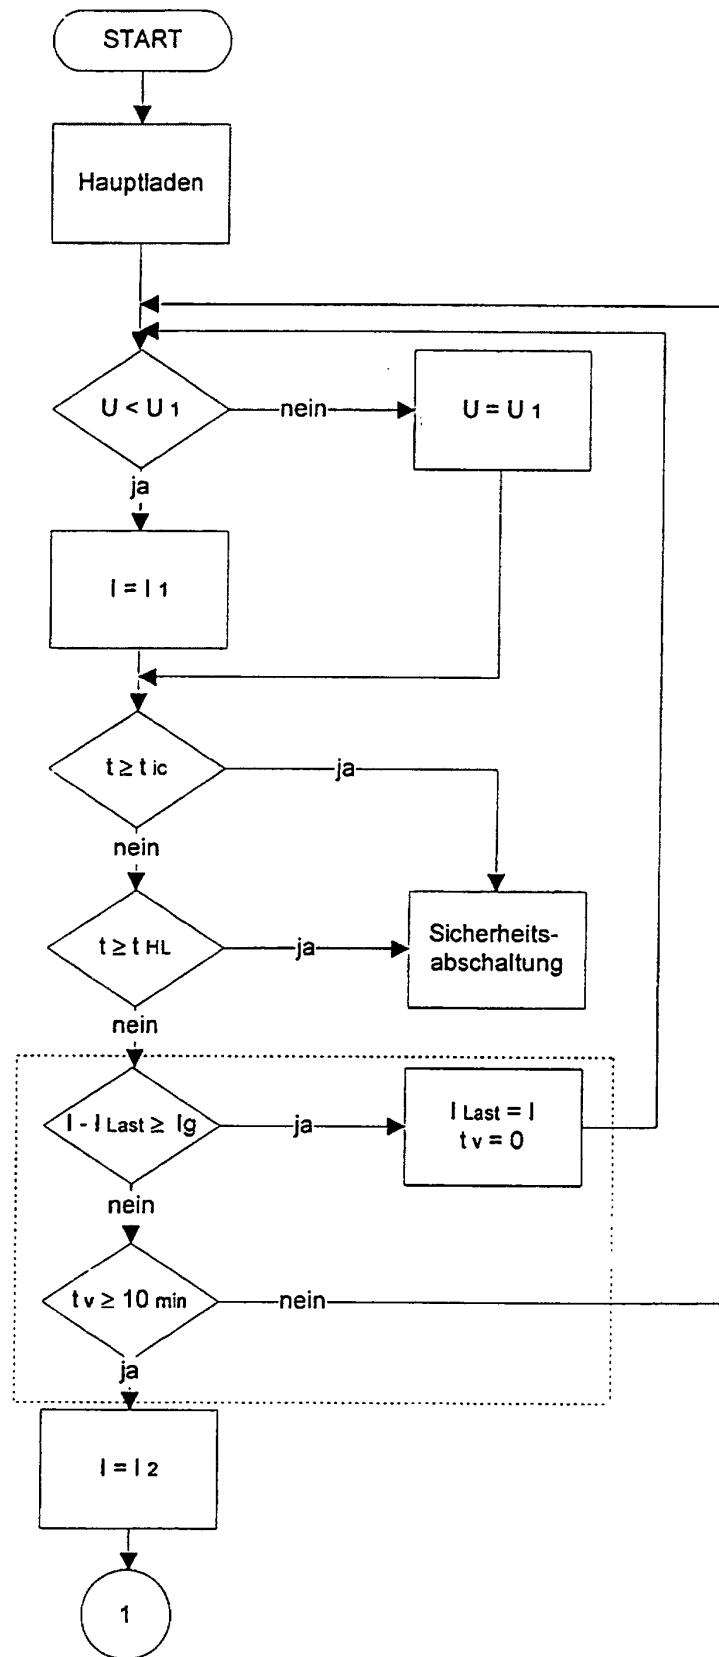 START
Hauptladen
U < U 1
nein
U = U 1
ja
I = I 1
t ≥ t ic
ja
nein
t ≥ t HL
ja
Sicherheits-
abschaltung
nein
I - I Last ≥ Ig
ja
I Last = I
t v = 0
nein
t v ≥ 10 min
nein
ja
I = I 2
1